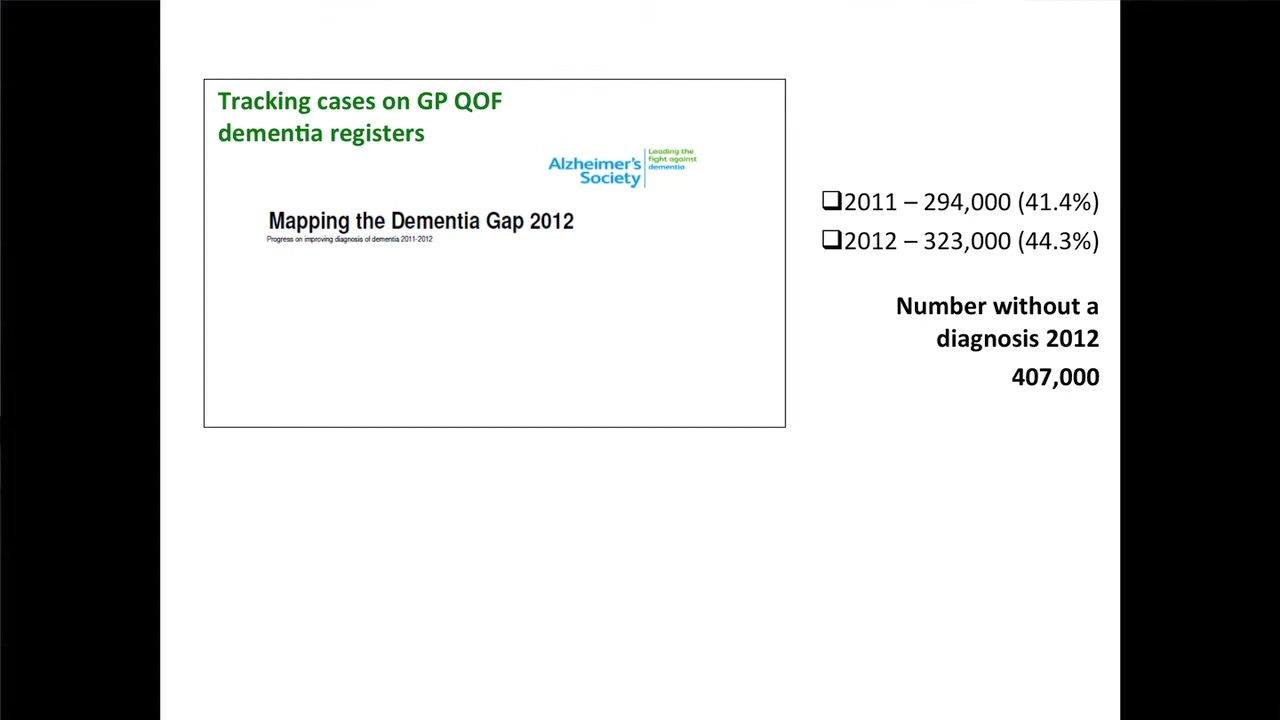 Tracking cases on GP QOF
dementia registers
Alzheimer's
Society
Leading the
fight against
dementia
Mapping the Dementia Gap 2012
Progress on improving diagnosis of dementia 2011-2012
❑2011 – 294,000 (41.4%)
❑2012 – 323,000 (44.3%)
Number without a
diagnosis 2012
407,000